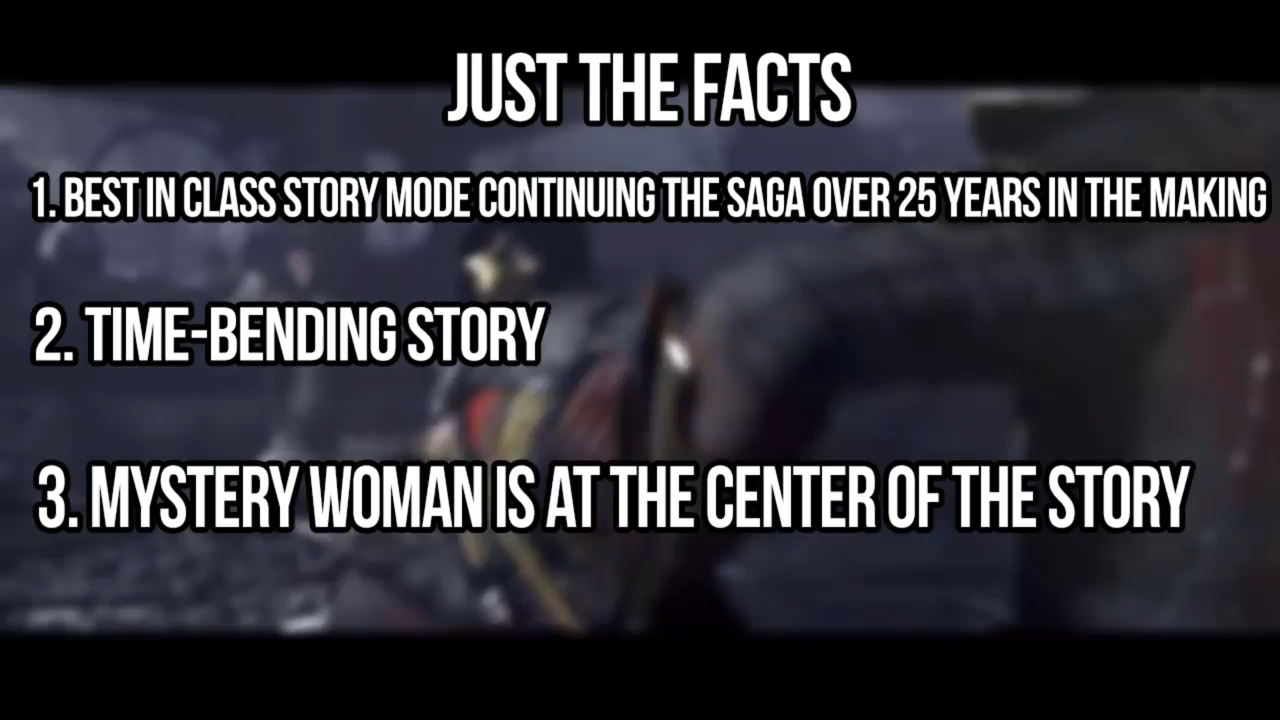 JUST THE FACTS
1. BEST IN CLASS STORY MODE CONTINUING THE SAGA OVER 25 YEARS IN THE MAKING
2. TIME-BENDING STORY
3. MYSTERY WOMAN IS AT THE CENTER OF THE STORY